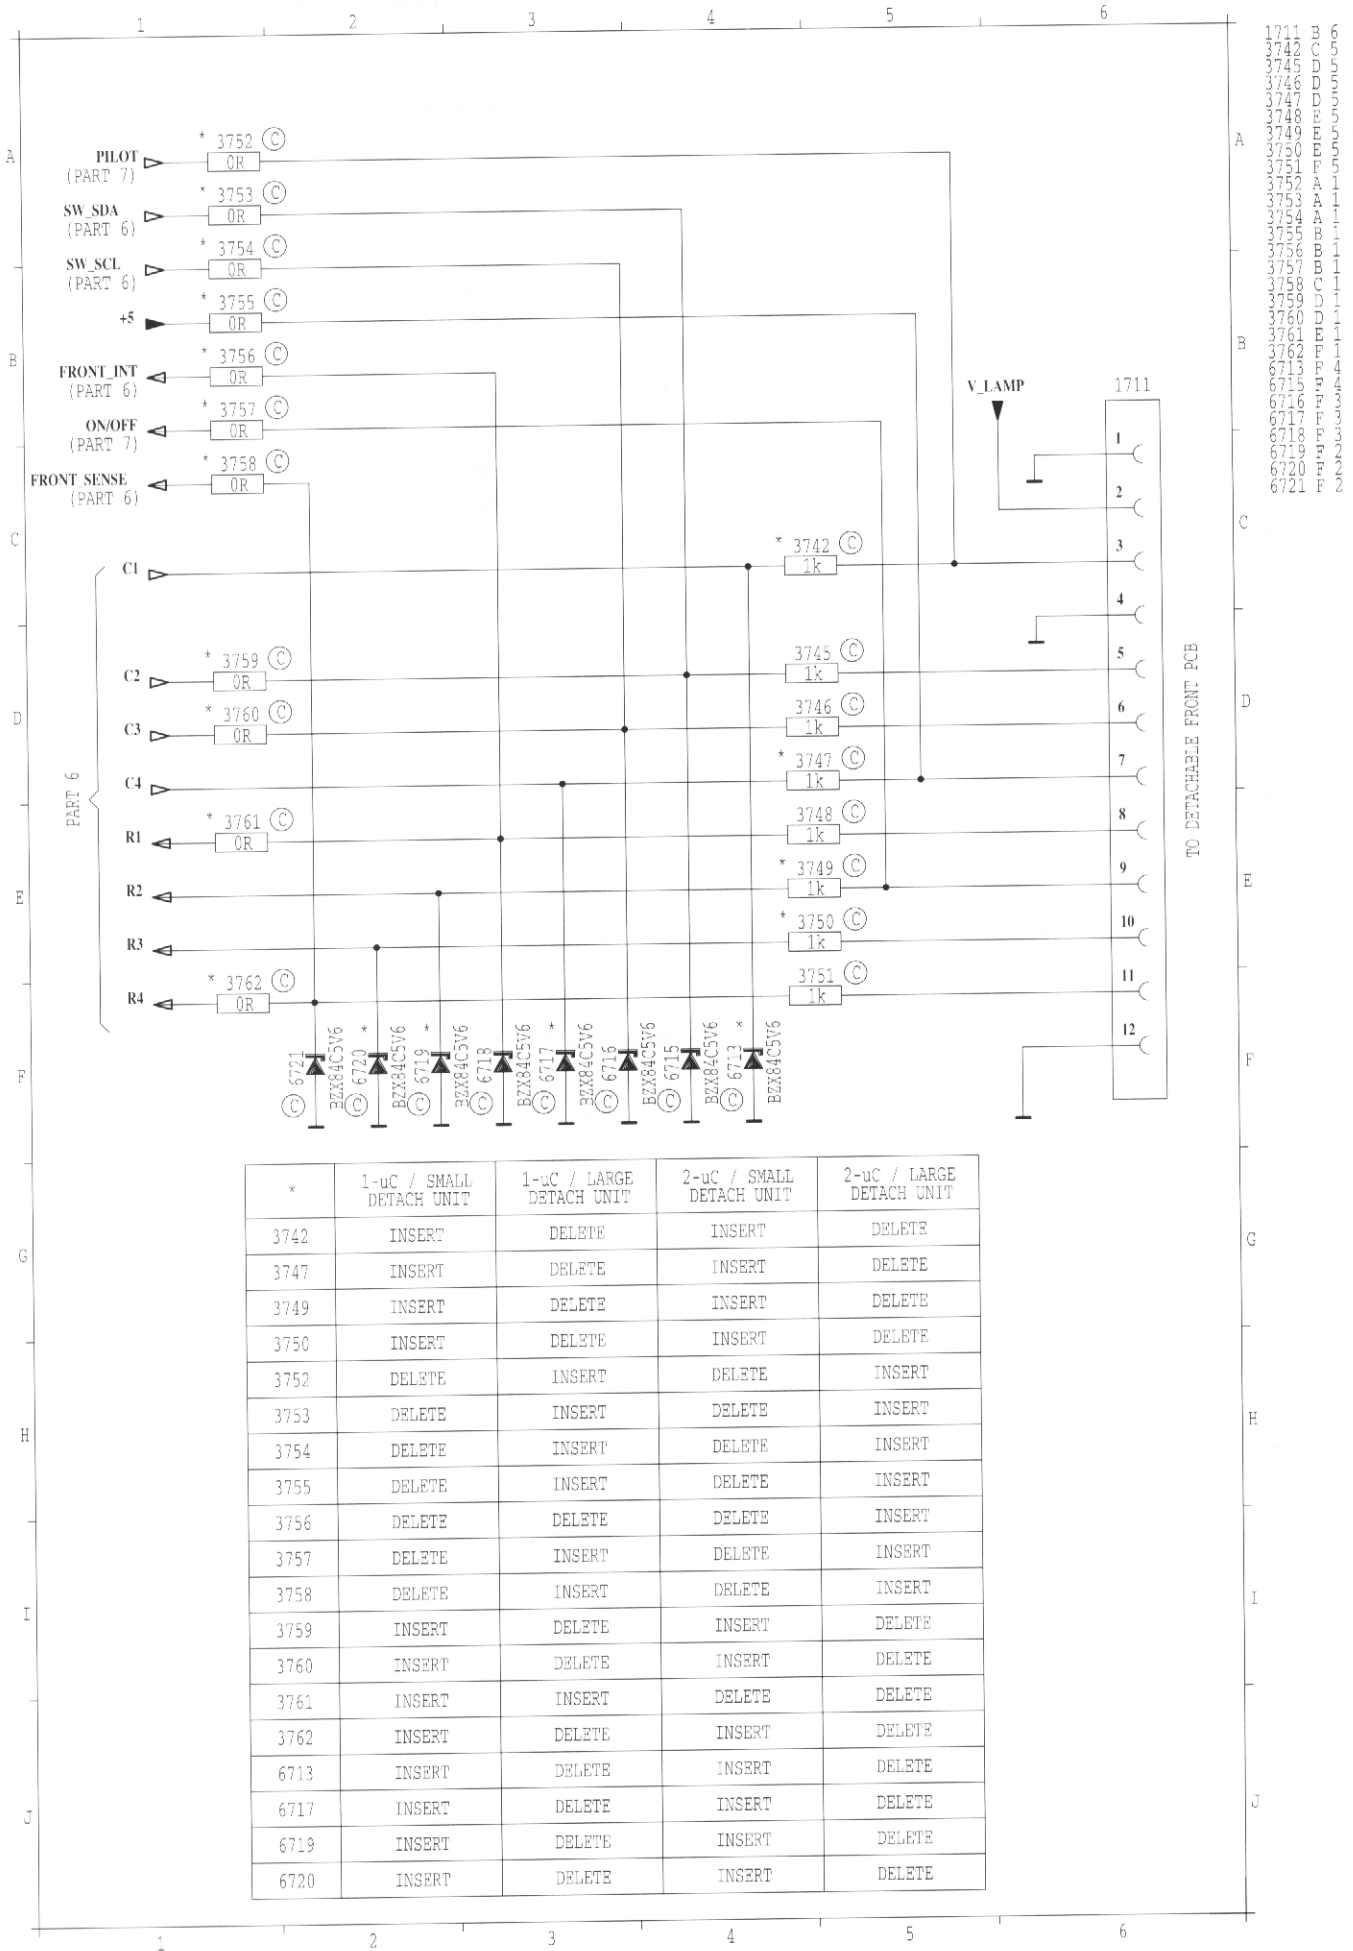 1 2 3 4 5 6
1711 B 6
3742 C 5
3745 D 5
3746 D 5
3747 D 5
3748 E 5
3749 E 5
3750 E 5
3751 F 5
3752 A 1
3753 A 1
3754 A 1
3755 B 1
3756 B 1
3757 B 1
3758 C 1
3759 D 1
3760 D 1
3761 E 1
3762 F 1
6713 F 4
6715 F 4
6716 F 3
6717 F 3
6718 F 3
6719 F 2
6720 F 2
6721 F 2
A
A
* 3752 C
PILOT
0R
(PART 7)
* 3753 C
SW_SDA
0R
(PART 6)
* 3754 C
SW_SCL
0R
(PART 6)
* 3755 C
+5
0R
B
B
* 3756 C
FRONT_INT
0R
(PART 6)
* 3757 C
ON/OFF
0R
(PART 7)
* 3758 C
FRONT_SENSE
0R
(PART 6)
V_LAMP
1711
1
2
3
4
5
6
7
8
9
10
11
12
TO DETACHABLE FRONT PCB
C
C
C1
* 3742 C
1k
* 3759 C
C2
0R
3745 C
1k
D
D
* 3760 C
C3
0R
3746 C
1k
C4
* 3747 C
1k
PART 6
* 3761 C
R1
0R
3748 C
1k
E
E
R2
* 3749 C
1k
R3
* 3750 C
1k
* 3762 C
R4
0R
3751 C
1k
F
F
C 6721
BZX84C5V6
C 6720 *
BZX84C5V6
C 6719 *
BZX84C5V6
C 6718
BZX84C5V6
C 6717 *
BZX84C5V6
C 6716
BZX84C5V6
C 6715
BZX84C5V6
C 6713 *
BZX84C5V6
* 1-uC / SMALL DETACH UNIT 1-uC / LARGE DETACH UNIT 2-uC / SMALL DETACH UNIT 2-uC / LARGE DETACH UNIT
3742 INSERT DELETE INSERT DELETE
G
G
3747 INSERT DELETE INSERT DELETE
3749 INSERT DELETE INSERT DELETE
3750 INSERT DELETE INSERT DELETE
3752 DELETE INSERT DELETE INSERT
3753 DELETE INSERT DELETE INSERT
H
H
3754 DELETE INSERT DELETE INSERT
3755 DELETE INSERT DELETE INSERT
3756 DELETE DELETE DELETE INSERT
3757 DELETE INSERT DELETE INSERT
3758 DELETE INSERT DELETE INSERT
I
I
3759 INSERT DELETE INSERT DELETE
3760 INSERT DELETE INSERT DELETE
3761 INSERT INSERT DELETE DELETE
3762 INSERT DELETE INSERT DELETE
6713 INSERT DELETE INSERT DELETE
6717 INSERT DELETE INSERT DELETE
J
J
6719 INSERT DELETE INSERT DELETE
6720 INSERT DELETE INSERT DELETE
1 2 3 4 5 6